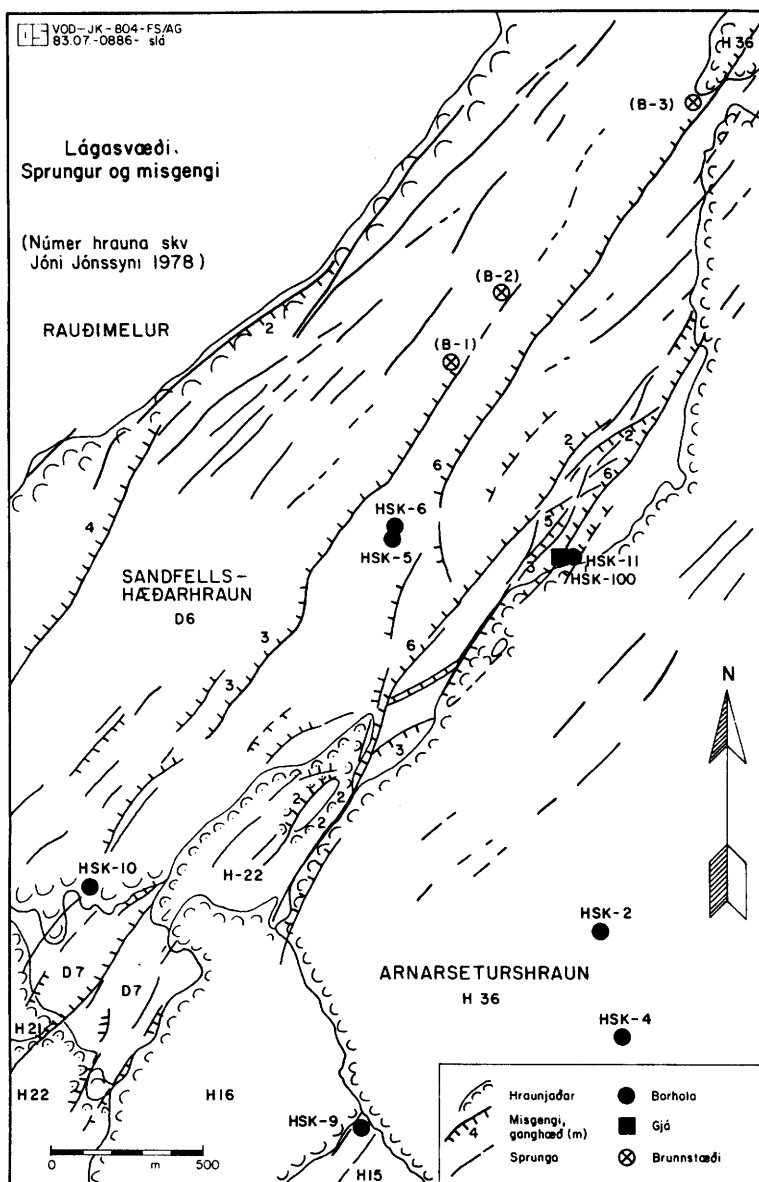 VOD-JK-804-FS/AG
83.07.-0886- slá
Lágasvæði.
Sprungur og misgengi
(Númer hrauna skv
Jóni Jónssyni 1978)
RAUÐIMELUR
H 36
(B-3)
(B-2)
(B-1)
2
4
6
2
2
6
5
3
HSK-6
HSK-5
HSK-11
HSK-100
SANDFELLS-
HÆÐARHRAUN
D6
3
3
6
3
2
2
2
H-22
N
HSK-10
HSK-2
D7
D7
ARNARSETURSHRAUN
H 36
H21
HSK-4
H22
H16
HSK-9
H15
0
m
500
Hraunjaðar
Misgengi,
ganghæð (m)
4
Sprunga
Borhola
Gjá
Brunnstæði